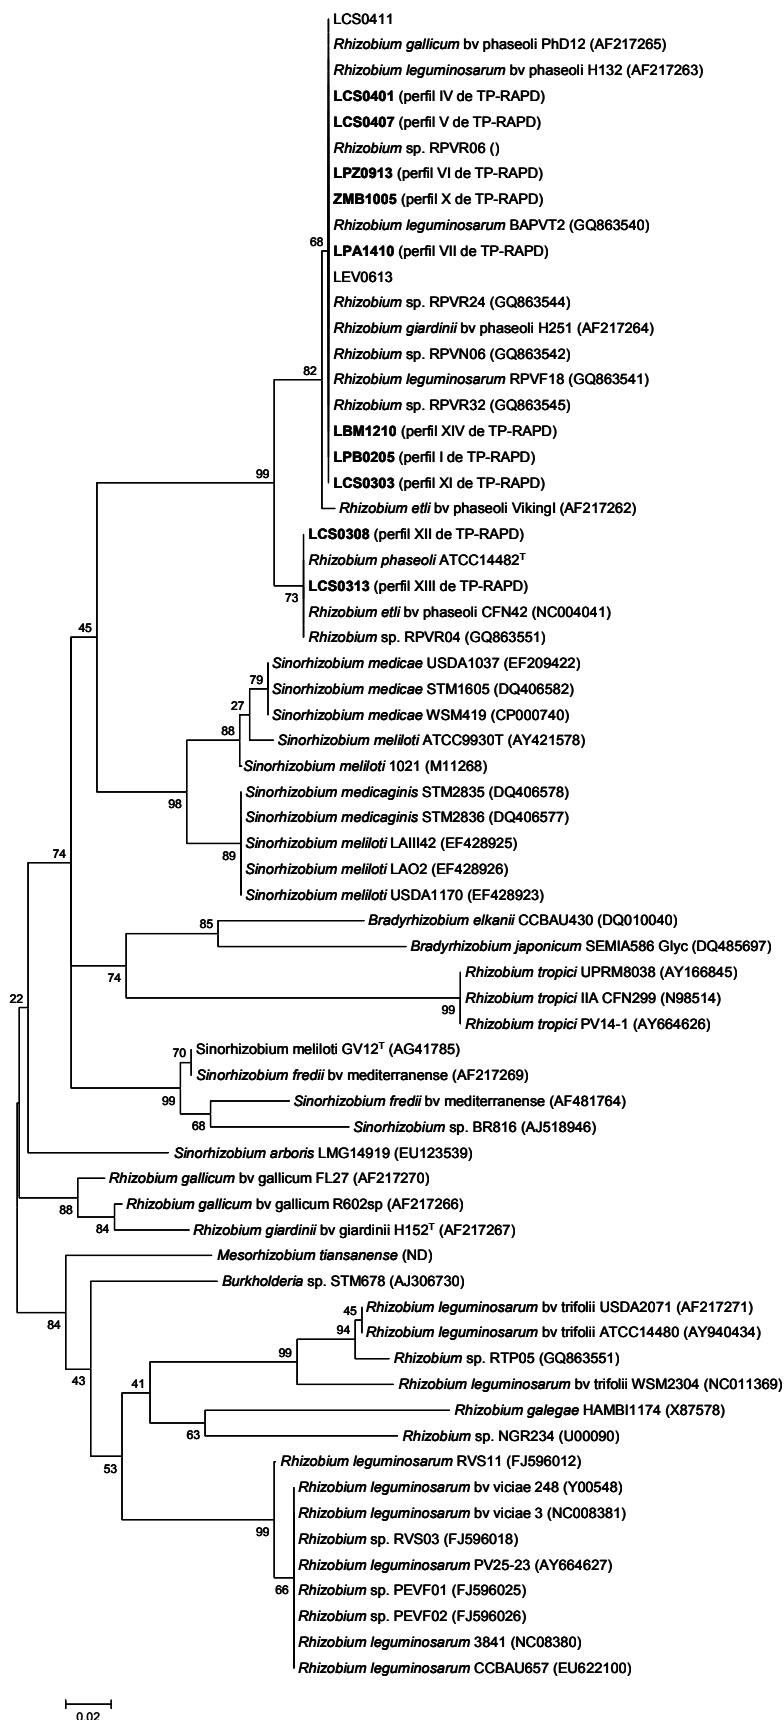 LCS0411
Rhizobium gallicum bv phaseoli PhD12 (AF217265)
Rhizobium leguminosarum bv phaseoli H132 (AF217263)
LCS0401 (perfil IV de TP-RAPD)
LCS0407 (perfil V de TP-RAPD)
Rhizobium sp. RPVR06 ()
LPZ0913 (perfil VI de TP-RAPD)
ZMB1005 (perfil X de TP-RAPD)
Rhizobium leguminosarum BAPVT2 (GQ863540)
68
LPA1410 (perfil VII de TP-RAPD)
LEV0613
Rhizobium sp. RPVR24 (GQ863544)
Rhizobium giardinii bv phaseoli H251 (AF217264)
Rhizobium sp. RPVN06 (GQ863542)
82
Rhizobium leguminosarum RPVF18 (GQ863541)
Rhizobium sp. RPVR32 (GQ863545)
LBM1210 (perfil XIV de TP-RAPD)
LPB0205 (perfil I de TP-RAPD)
99
LCS0303 (perfil XI de TP-RAPD)
Rhizobium etli bv phaseoli VikingI (AF217262)
LCS0308 (perfil XII de TP-RAPD)
Rhizobium phaseoli ATCC14482T
LCS0313 (perfil XIII de TP-RAPD)
73
Rhizobium etli bv phaseoli CFN42 (NC004041)
45
Rhizobium sp. RPVR04 (GQ863551)
Sinorhizobium medicae USDA1037 (EF209422)
79
Sinorhizobium medicae STM1605 (DQ406582)
27
Sinorhizobium medicae WSM419 (CP000740)
88
Sinorhizobium meliloti ATCC9930T (AY421578)
Sinorhizobium meliloti 1021 (M11268)
98
Sinorhizobium medicaginis STM2835 (DQ406578)
Sinorhizobium medicaginis STM2836 (DQ406577)
Sinorhizobium meliloti LAIII42 (EF428925)
89
74
Sinorhizobium meliloti LAO2 (EF428926)
Sinorhizobium meliloti USDA1170 (EF428923)
85
Bradyrhizobium elkanii CCBAU430 (DQ010040)
Bradyrhizobium japonicum SEMIA586 Glyc (DQ485697)
74
Rhizobium tropici UPRM8038 (AY166845)
22
Rhizobium tropici IIA CFN299 (N98514)
99
Rhizobium tropici PV14-1 (AY664626)
70
Sinorhizobium meliloti GV12T (AG41785)
Sinorhizobium fredii bv mediterranense (AF217269)
99
Sinorhizobium fredii bv mediterranense (AF481764)
68
Sinorhizobium sp. BR816 (AJ518946)
Sinorhizobium arboris LMG14919 (EU123539)
Rhizobium gallicum bv gallicum FL27 (AF217270)
88
Rhizobium gallicum bv gallicum R602sp (AF217266)
84
Rhizobium giardinii bv giardinii H152T (AF217267)
Mesorhizobium tiansanense (ND)
Burkholderia sp. STM678 (AJ306730)
84
45
Rhizobium leguminosarum bv trifolii USDA2071 (AF217271)
94
Rhizobium leguminosarum bv trifolii ATCC14480 (AY940434)
99
Rhizobium sp. RTP05 (GQ863551)
43
41
Rhizobium leguminosarum bv trifolii WSM2304 (NC011369)
Rhizobium galegae HAMBI1174 (X87578)
63
Rhizobium sp. NGR234 (U00090)
53
Rhizobium leguminosarum RVS11 (FJ596012)
Rhizobium leguminosarum bv viciae 248 (Y00548)
Rhizobium leguminosarum bv viciae 3 (NC008381)
99
Rhizobium sp. RVS03 (FJ596018)
Rhizobium leguminosarum PV25-23 (AY664627)
66
Rhizobium sp. PEVF01 (FJ596025)
Rhizobium sp. PEVF02 (FJ596026)
Rhizobium leguminosarum 3841 (NC08380)
Rhizobium leguminosarum CCBAU657 (EU622100)
0.02